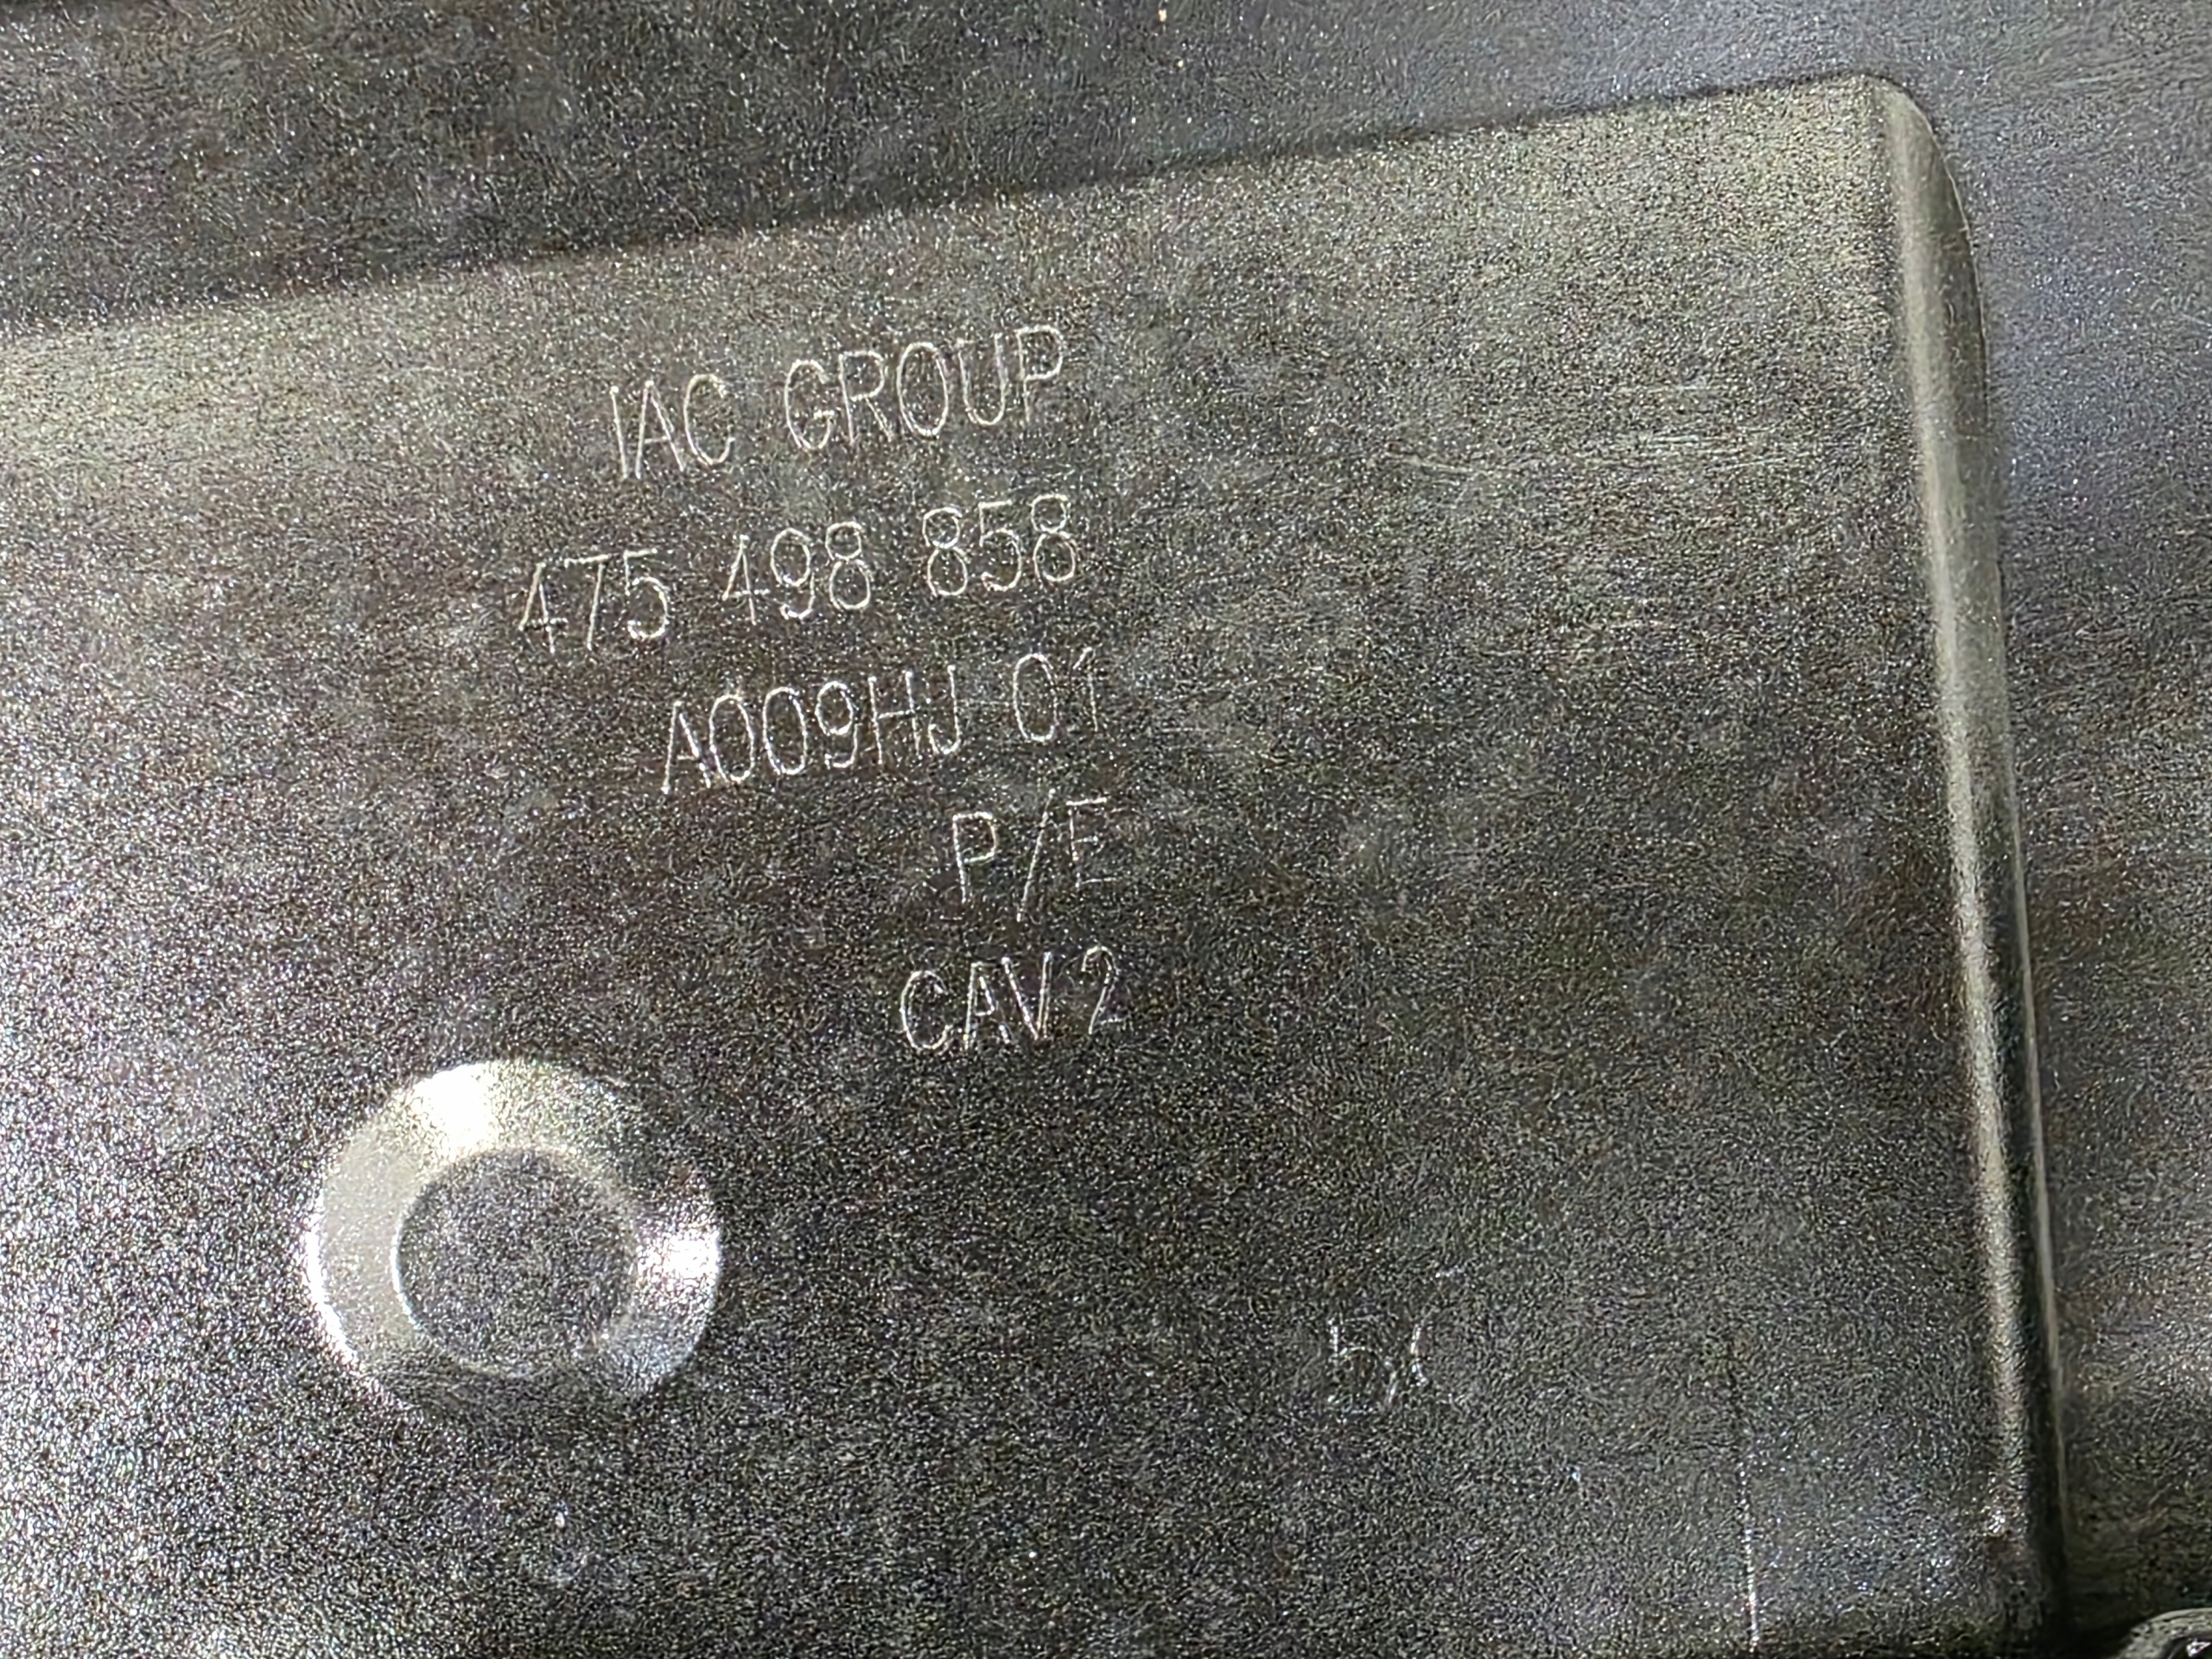 IAC GROUP
475 498 858
A009HJ 01
P/E
CAV 2